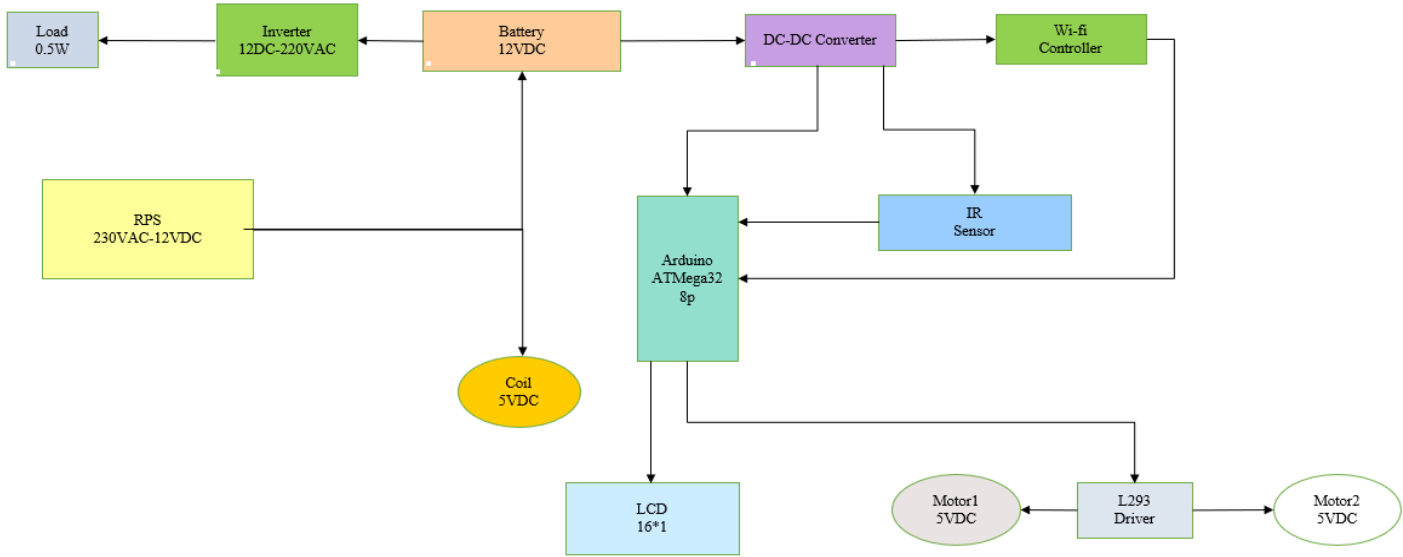 Load
0.5W
Inverter
12DC-220VAC
Battery
12VDC
DC-DC Converter
Wi-fi
Controller
RPS
230VAC-12VDC
IR
Sensor
Arduino
ATMega32
8p
Coil
5VDC
LCD
16*1
Motor1
5VDC
L293
Driver
Motor2
5VDC